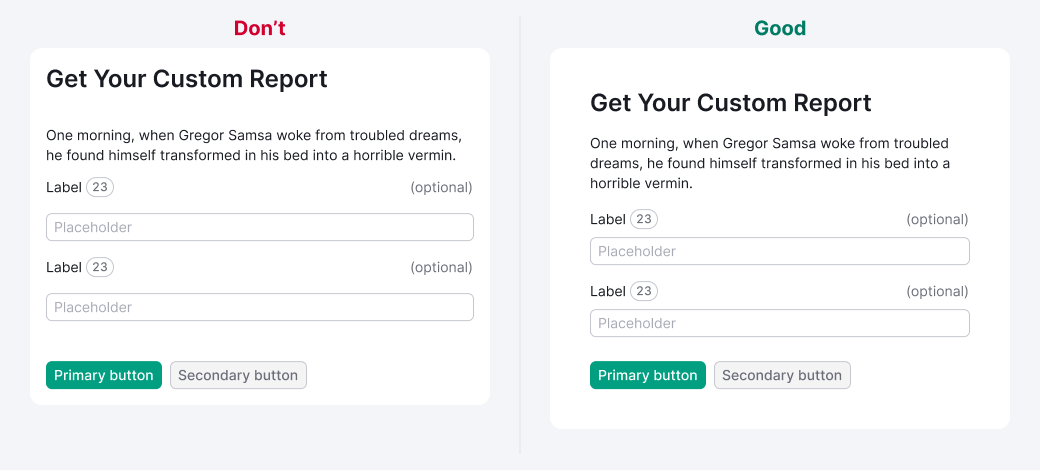 Don’t
Get Your Custom Report
One morning, when Gregor Samsa woke from troubled dreams,
he found himself transformed in his bed into a horrible vermin.
Label 23 (optional)
Placeholder
Label 23 (optional)
Placeholder
Primary button Secondary button
Good
Get Your Custom Report
One morning, when Gregor Samsa woke from troubled
dreams, he found himself transformed in his bed into a
horrible vermin.
Label 23 (optional)
Placeholder
Label 23 (optional)
Placeholder
Primary button Secondary button